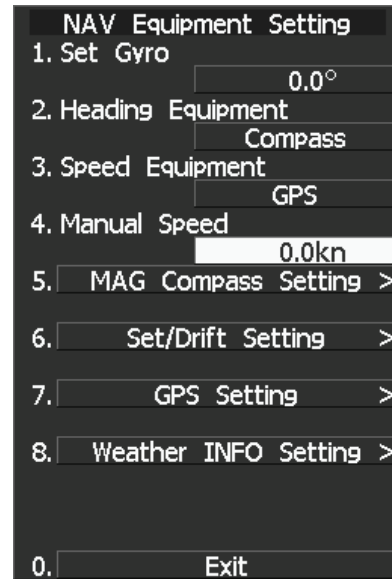 NAV Equipment Setting
1. Set Gyro
0.0°
2. Heading Equipment
Compass
3. Speed Equipment
GPS
4. Manual Speed
0.0kn
5. MAG Compass Setting >
6. Set/Drift Setting >
7. GPS Setting >
8. Weather INFO Setting >
0. Exit